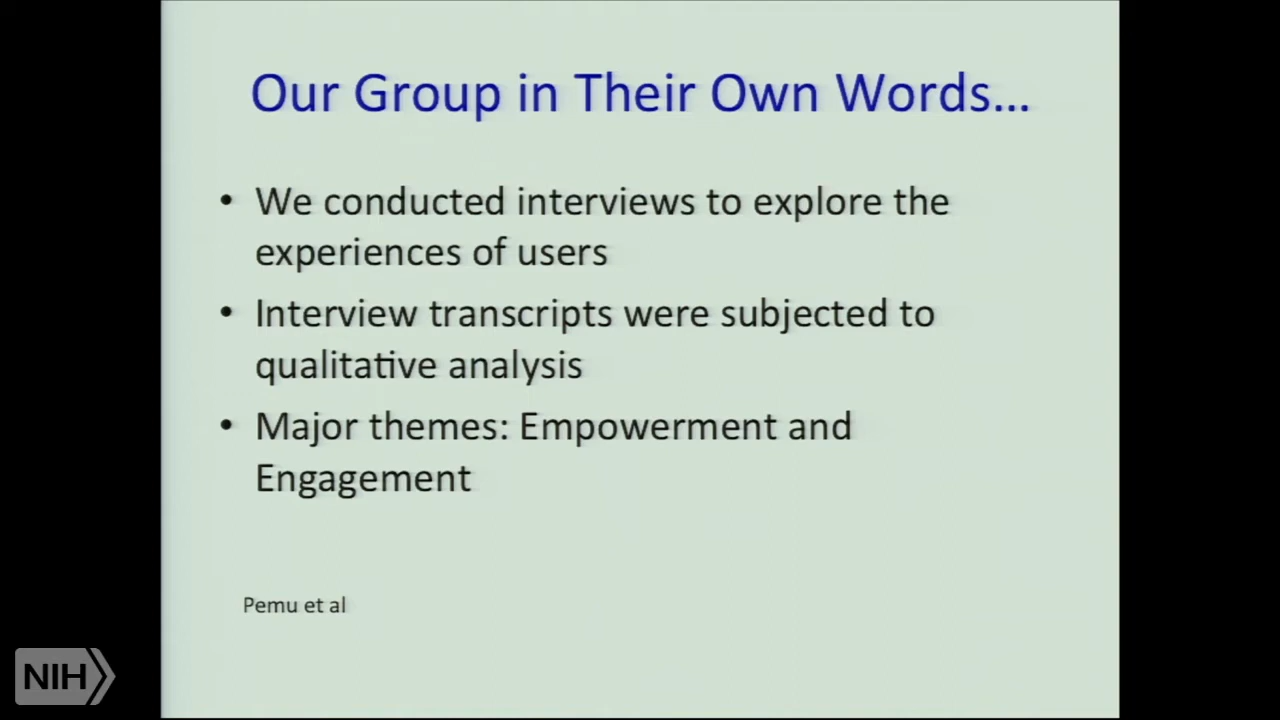 Our Group in Their Own Words...
• We conducted interviews to explore the
experiences of users
• Interview transcripts were subjected to
qualitative analysis
• Major themes: Empowerment and
Engagement
Pemu et al
NIH